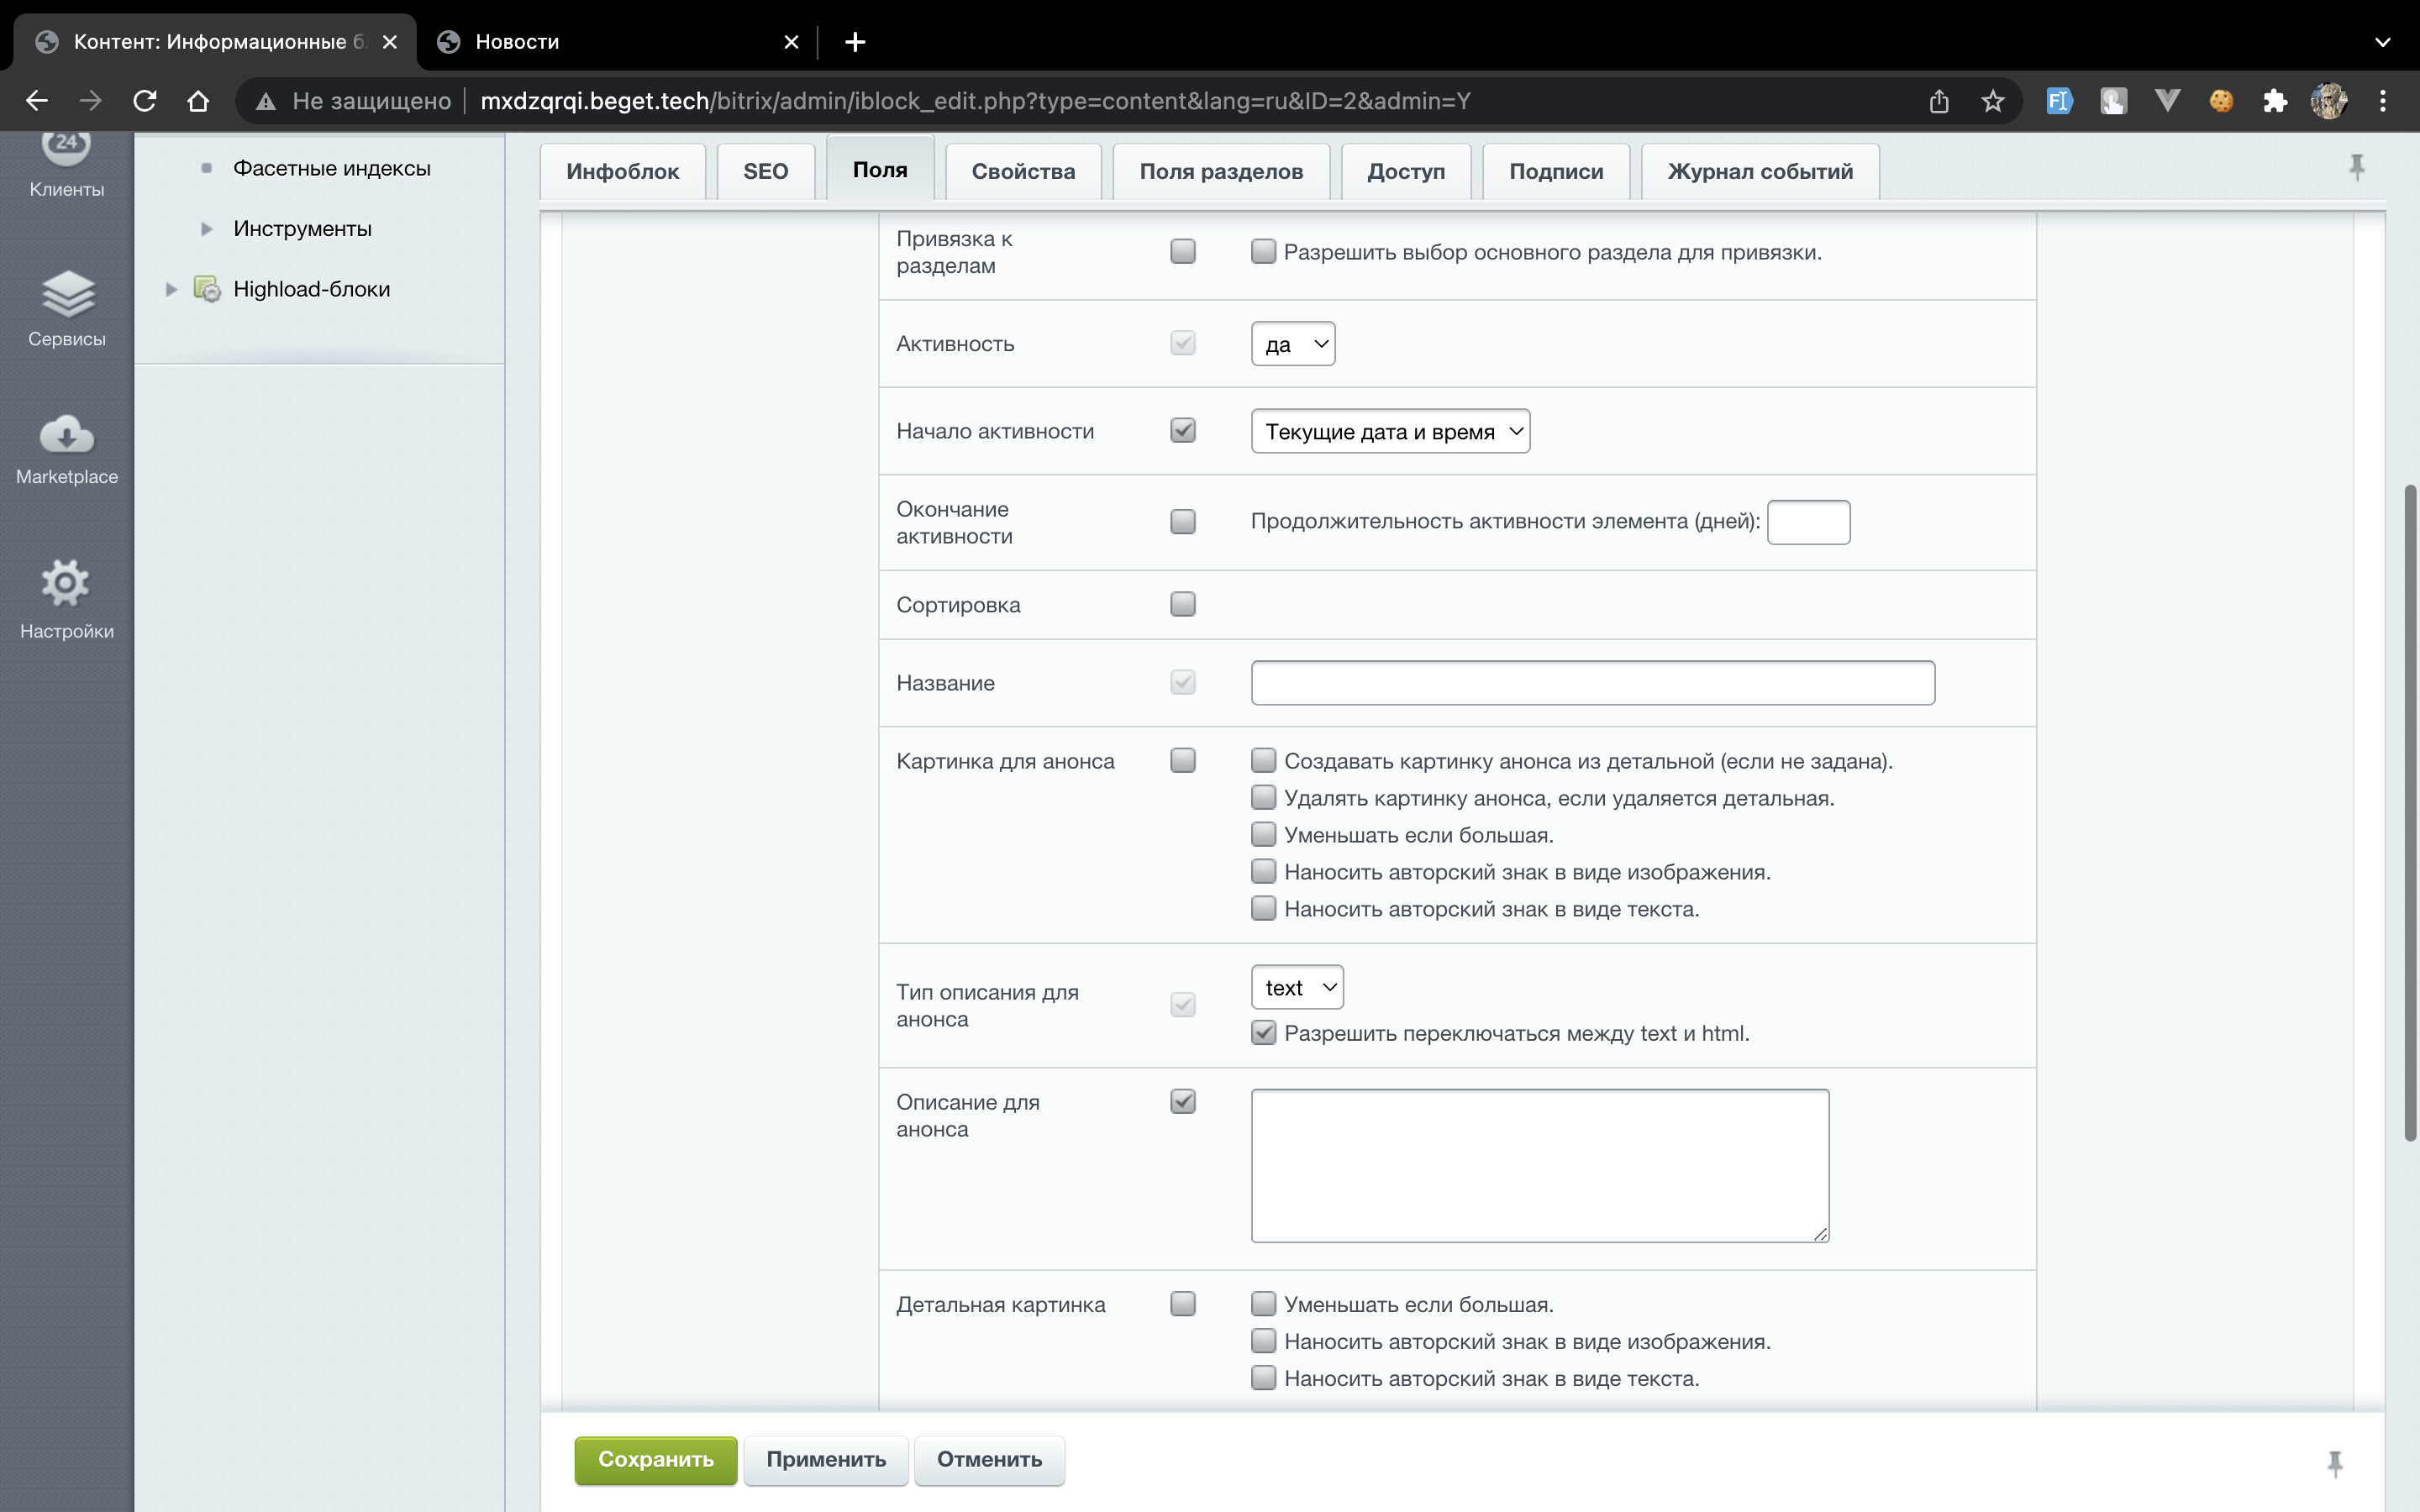 Контент: Информационные б
Новости
Не защищено
mxdzqrqi.beget.tech/bitrix/admin/iblock_edit.php?type=content&lang=ru&ID=2&admin=Y
24
Клиенты
Сервисы
Marketplace
Настройки
Фасетные индексы
Инструменты
Highload-блоки
Инфоблок
SEO
Поля
Свойства
Поля разделов
Доступ
Подписи
Журнал событий
Привязка к
разделам
Разрешить выбор основного раздела для привязки.
Активность
да
Начало активности
Текущие дата и время
Окончание
активности
Продолжительность активности элемента (дней):
Сортировка
Название
Картинка для анонса
Создавать картинку анонса из детальной (если не задана).
Удалять картинку анонса, если удаляется детальная.
Уменьшать если большая.
Наносить авторский знак в виде изображения.
Наносить авторский знак в виде текста.
Тип описания для
анонса
text
Разрешить переключаться между text и html.
Описание для
анонса
Детальная картинка
Уменьшать если большая.
Наносить авторский знак в виде изображения.
Наносить авторский знак в виде текста.
Сохранить
Применить
Отменить